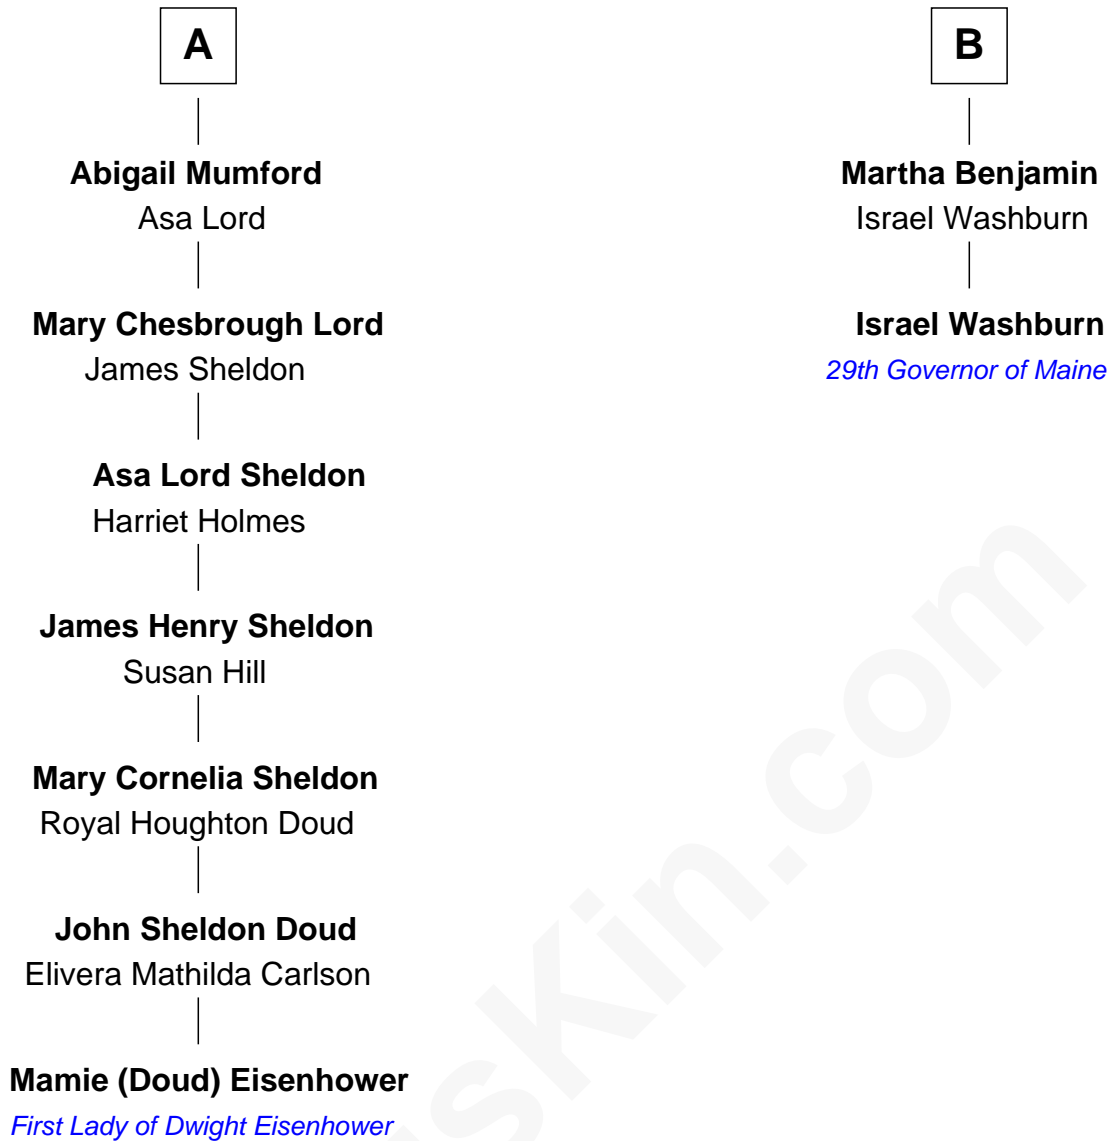 A
Abigail Mumford
Asa Lord
Mary Chesbrough Lord
James Sheldon
Asa Lord Sheldon
Harriet Holmes
James Henry Sheldon
Susan Hill
Mary Cornelia Sheldon
Royal Houghton Doud
John Sheldon Doud
Elivera Mathilda Carlson
Mamie (Doud) Eisenhower
First Lady of Dwight Eisenhower
B
Martha Benjamin
Israel Washburn
Israel Washburn
29th Governor of Maine
usKin.com